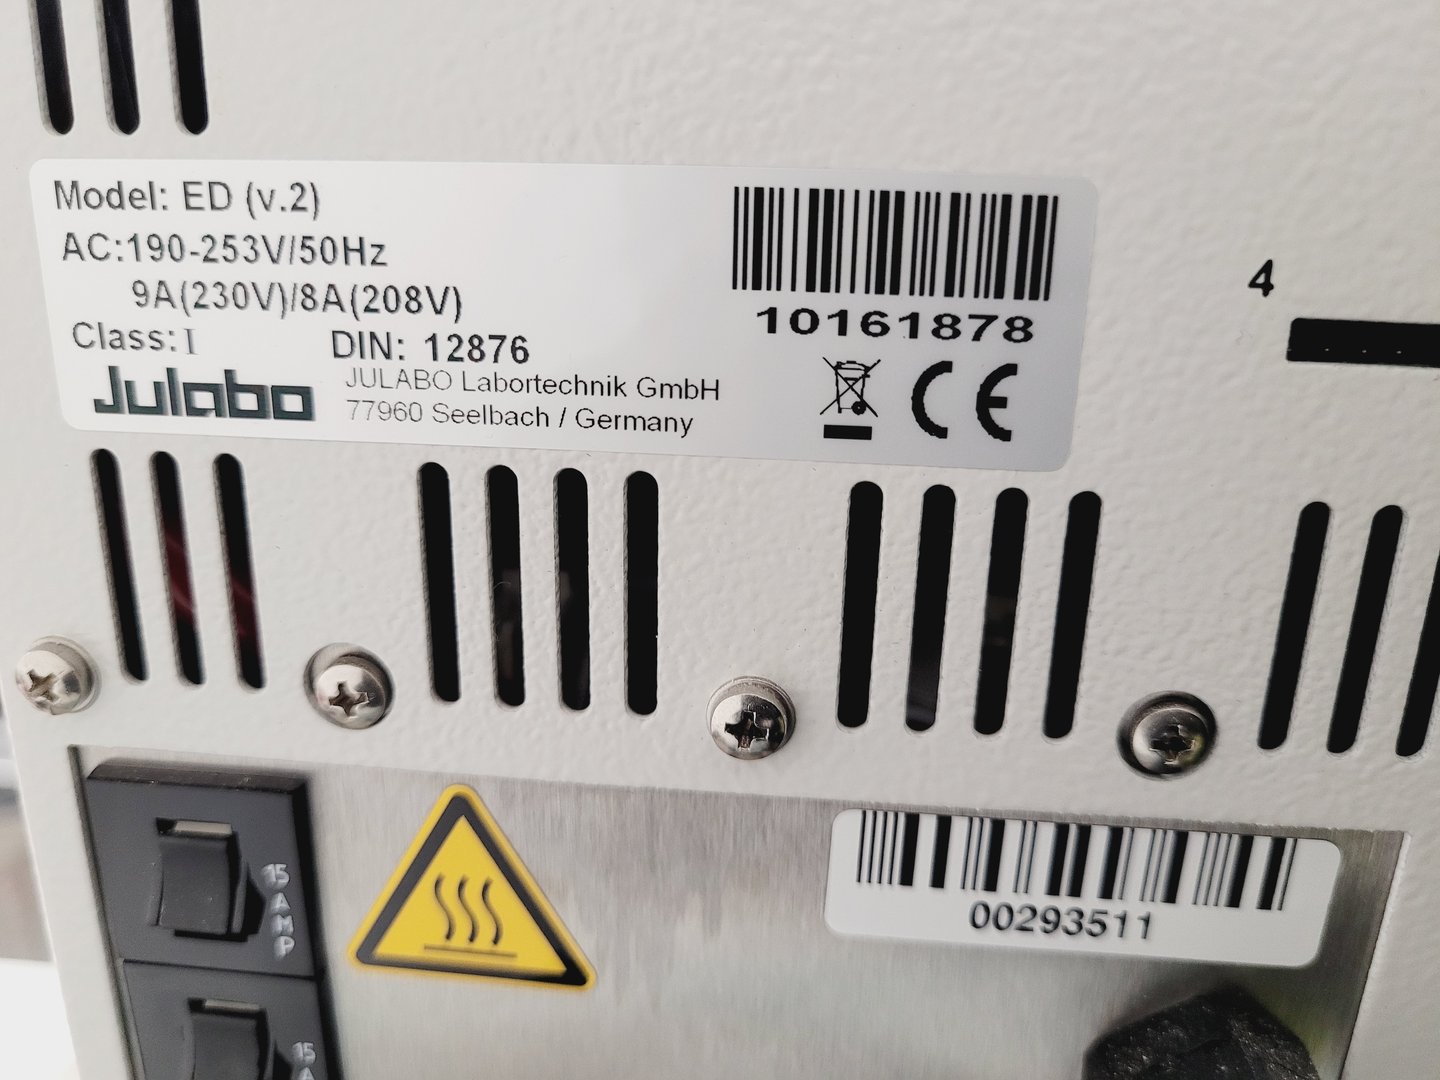 Model: ED (v.2)
AC:190-253V/50Hz
9A(230V)/8A(208V)
Class: I DIN: 12876
Julabo
JULABO Labortechnik GmbH
77960 Seelbach / Germany
10161878
CE
4
15 AMP
00293511
15 A